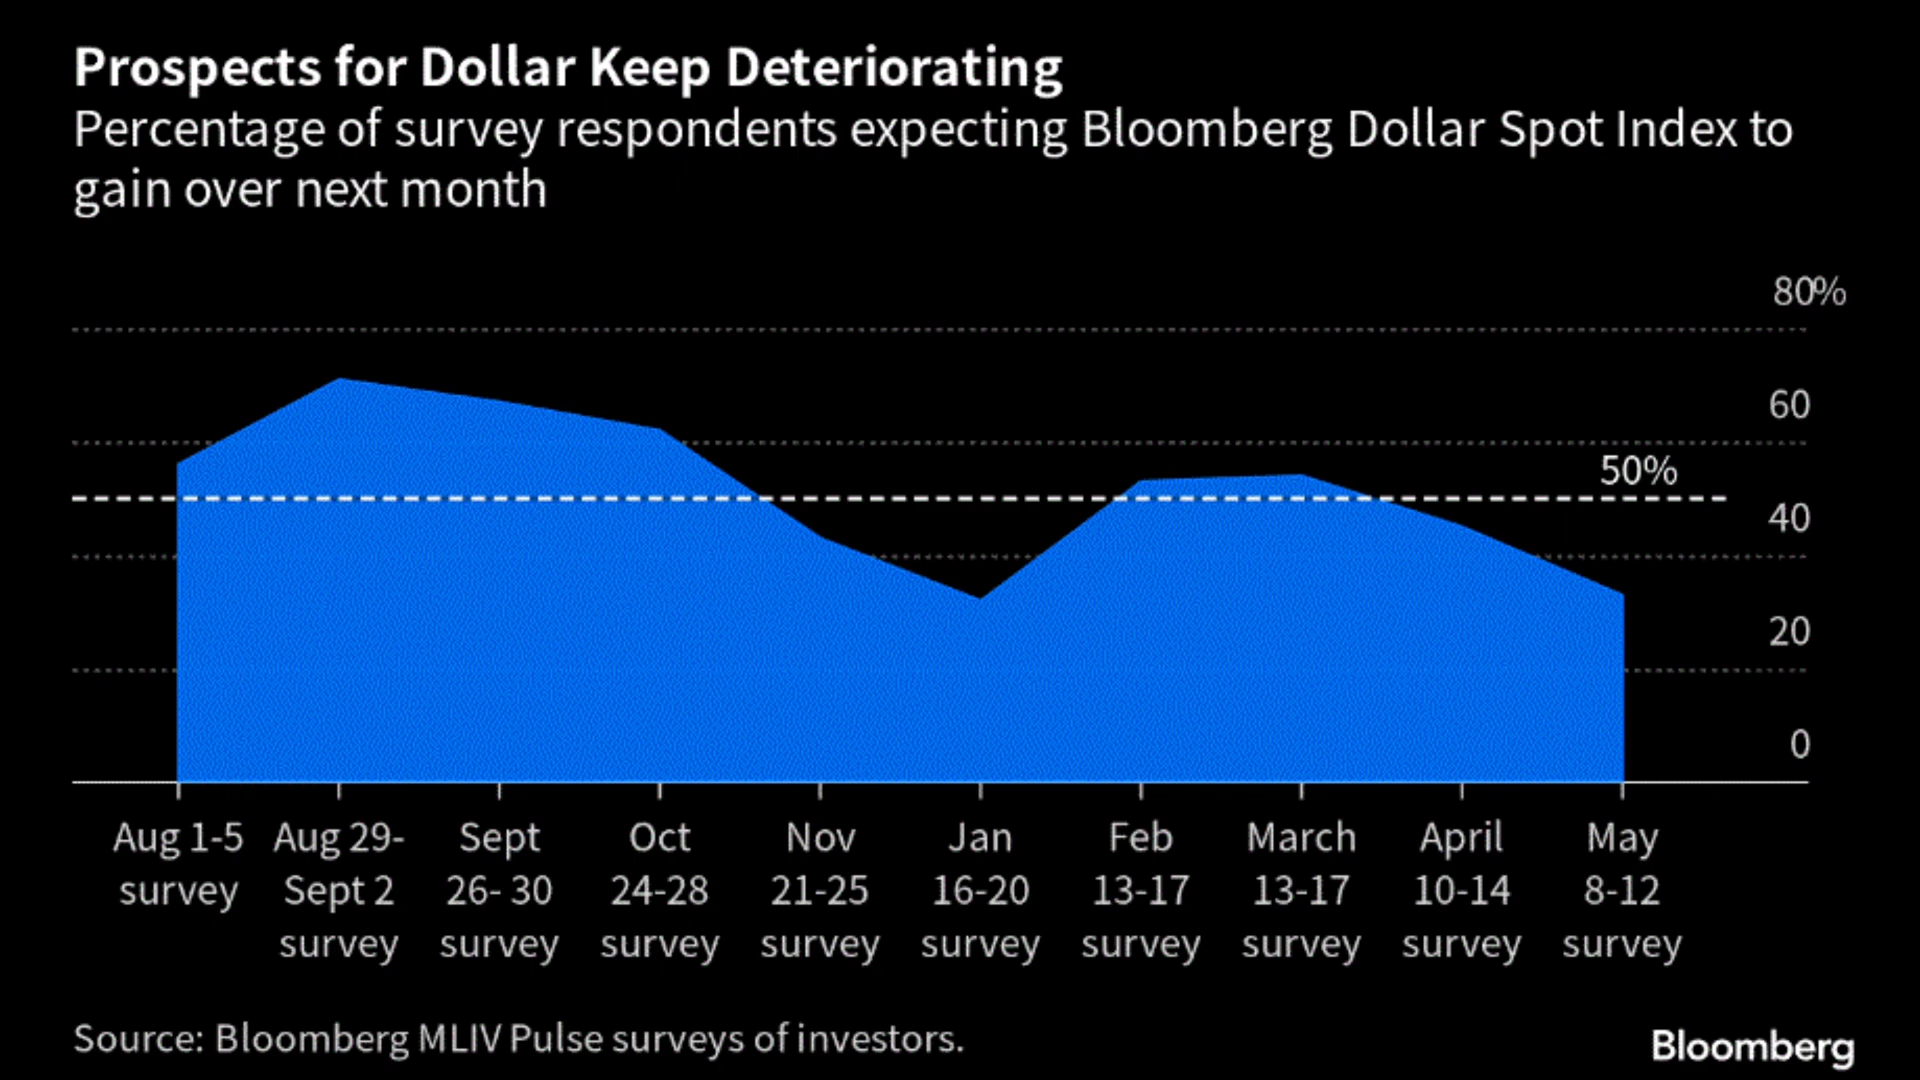 Prospects for Dollar Keep Deteriorating
Percentage of survey respondents expecting Bloomberg Dollar Spot Index to
gain over next month
80%
60
50%
40
20
0
Aug 1-5
survey
Aug 29-
Sept 2
survey
Sept
26- 30
survey
Oct
24-28
survey
Nov
21-25
survey
Jan
16-20
survey
Feb
13-17
survey
March
13-17
survey
April
10-14
survey
May
8-12
survey
Source: Bloomberg MLIV Pulse surveys of investors.
Bloomberg